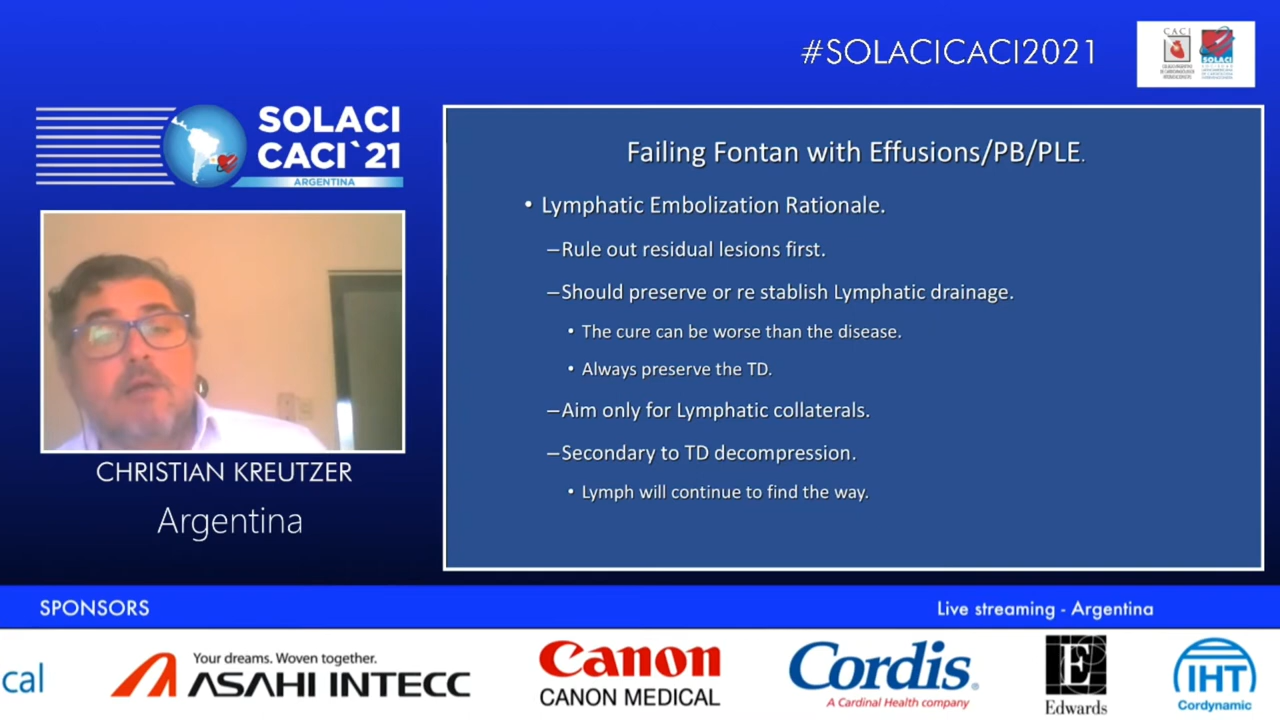 #SOLACICACI2021
CACI
SOLACI
SOLACI
CACI`21
ARGENTINA
Failing Fontan with Effusions/PB/PLE.
• Lymphatic Embolization Rationale.
–Rule out residual lesions first.
–Should preserve or re stablish Lymphatic drainage.
• The cure can be worse than the disease.
• Always preserve the TD.
–Aim only for Lymphatic collaterals.
–Secondary to TD decompression.
• Lymph will continue to find the way.
CHRISTIAN KREUTZER
Argentina
SPONSORS
Live streaming - Argentina
cal
Your dreams. Woven together.
ASAHI INTECC
Canon
CANON MEDICAL
Cordis®
A Cardinal Health company
E
Edwards
IHT
Cordynamic